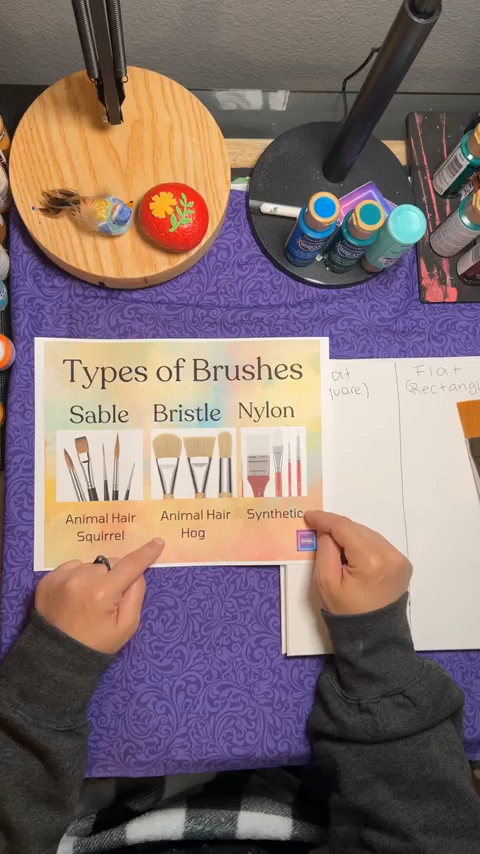 Types of Brushes
Sable Bristle Nylon
Animal Hair
Squirrel
Animal Hair
Hog
Synthetic
Flat